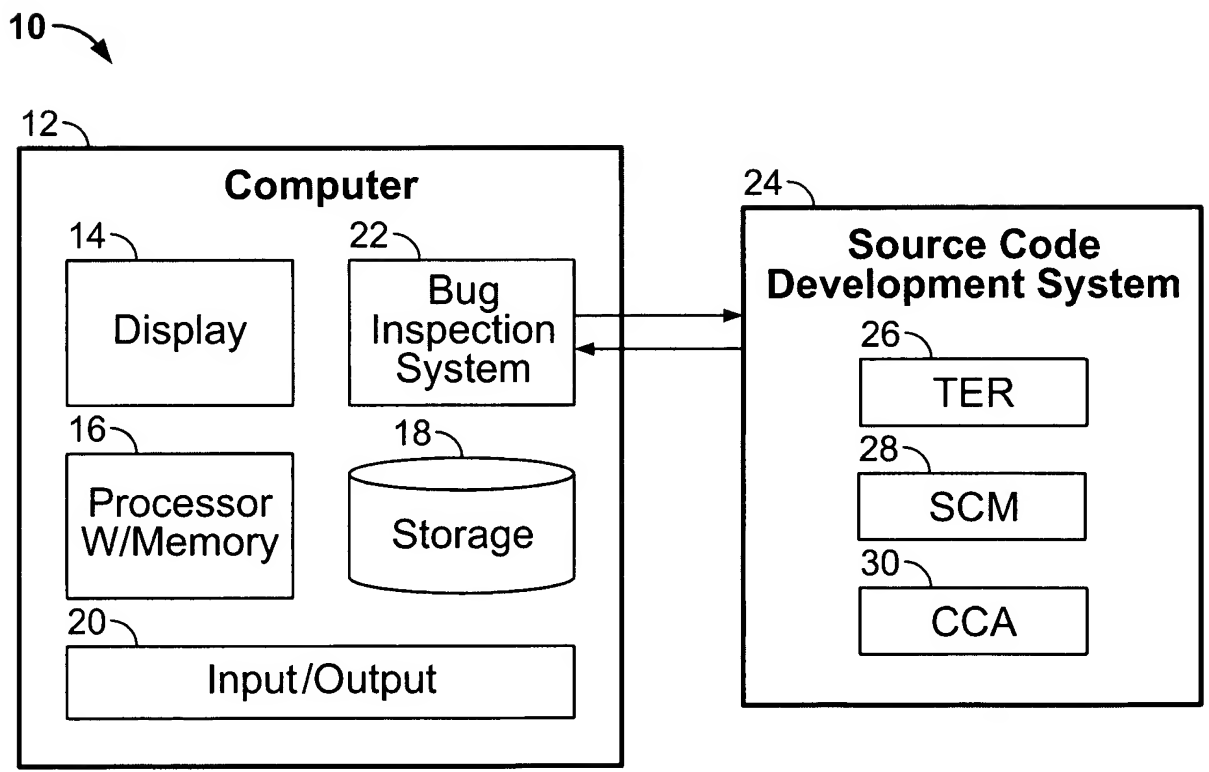 10
12
Computer
14
Display
22
Bug
Inspection
System
16
Processor
W/Memory
18
Storage
20
Input/Output
24
Source Code
Development System
26
TER
28
SCM
30
CCA